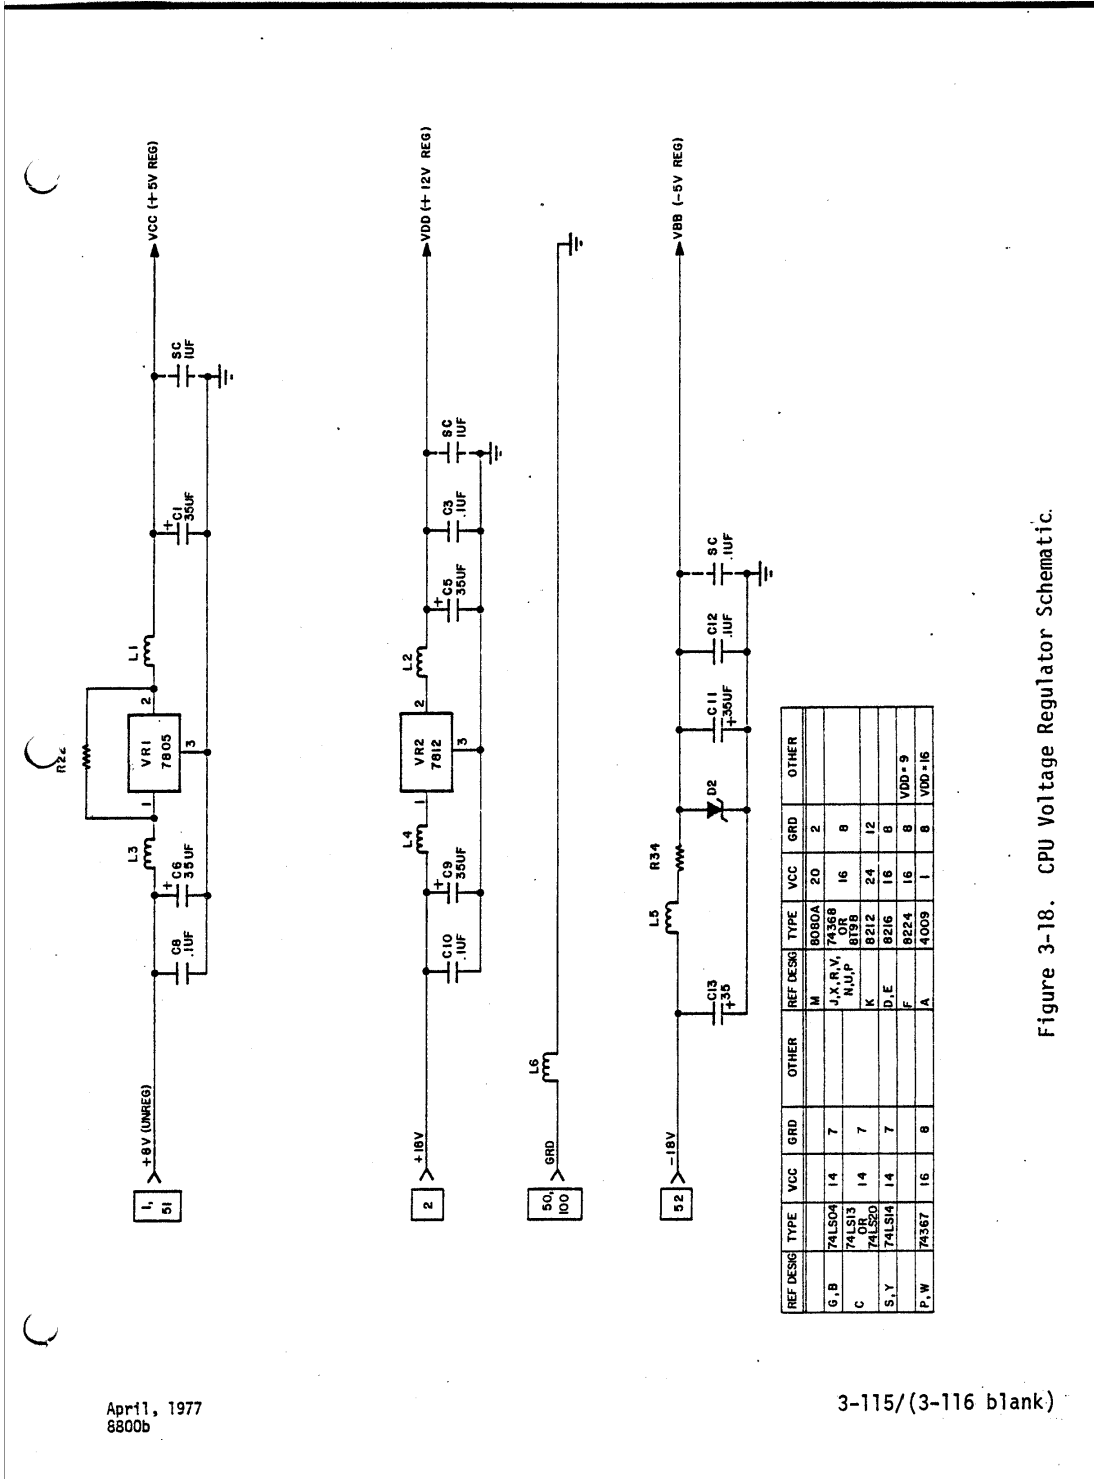 +8V (UNREG)
1,
51
C8
.1UF
+
C6
35UF
L3
R22
1
VR1
7805
2
3
L1
+
C1
35UF
SC
.1UF
VCC (+5V REG)
+18V
2
C10
.1UF
+
C9
35UF
L4
1
VR2
7812
2
3
L2
+
C5
35UF
C3
.1UF
SC
.1UF
VDD (+12V REG)
GRD
50,
100
L6
-18V
52
C13
+35
L5
R34
D2
C11
+35UF
C12
.1UF
SC
.1UF
VBB (-5V REG)
REF DESIG TYPE VCC GRD OTHER REF DESIG TYPE VCC GRD OTHER
M 8080A 20 2
G,B 74LS04 14 7 J,X,R,V, 74368 16 8
C 74LS13 14 7 N,U,P OR
OR 8T98
74LS20 K 8212 24 12
S,Y 74LS14 14 7 D,E 8216 16 8
F 8224 16 8 VDD=9
P,W 74367 16 8 A 4009 1 8 VDD=16
Figure 3-18. CPU Voltage Regulator Schematic.
April, 1977
8800b
3-115/(3-116 blank)